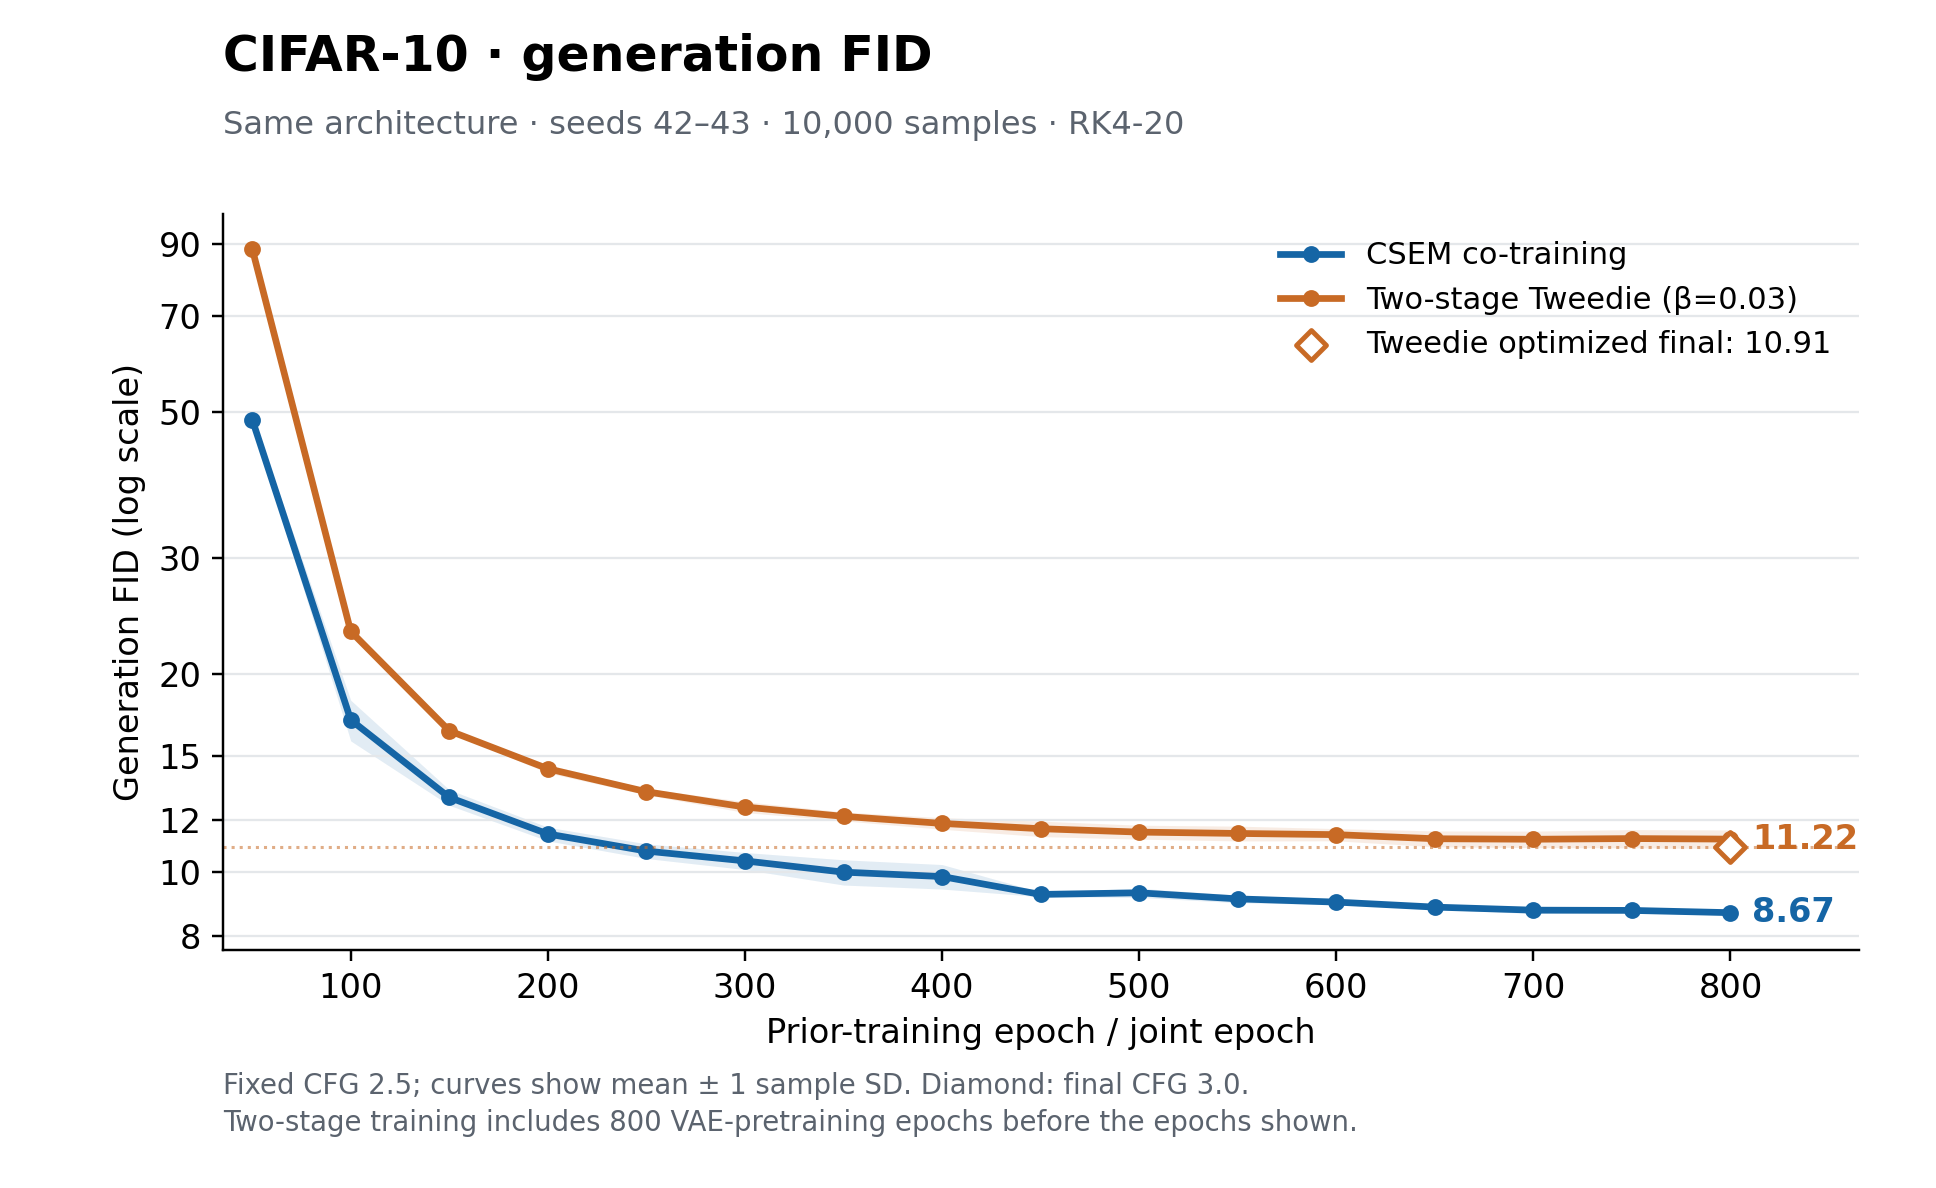 CIFAR-10 · generation FID
Same architecture · seeds 42–43 · 10,000 samples · RK4-20
Generation FID (log scale)
90
70
50
30
20
15
12
10
8
CSEM co-training
Two-stage Tweedie (β=0.03)
Tweedie optimized final: 10.91
11.22
8.67
100
200
300
400
500
600
700
800
Prior-training epoch / joint epoch
Fixed CFG 2.5; curves show mean ± 1 sample SD. Diamond: final CFG 3.0.
Two-stage training includes 800 VAE-pretraining epochs before the epochs shown.